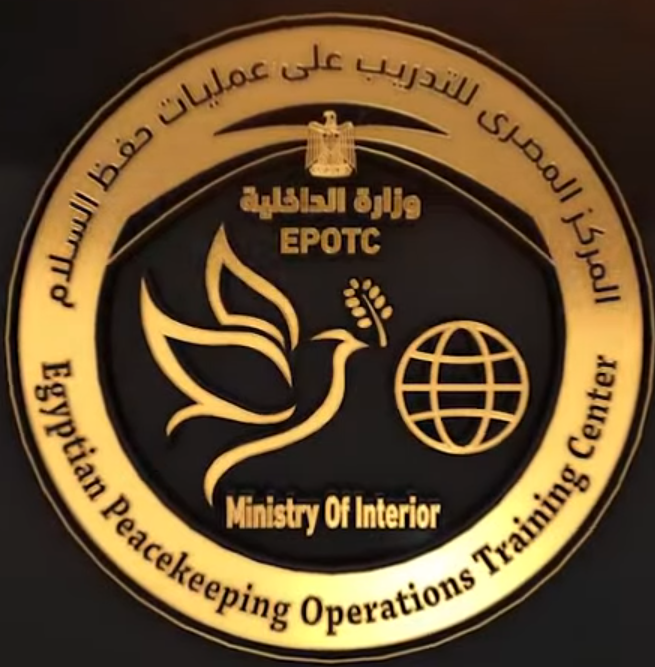 المركز المصرى للتدريب على عمليات حفظ السلام
وزارة الداخلية
EPOTC
Ministry Of Interior
Egyptian Peacekeeping Operations Training Center